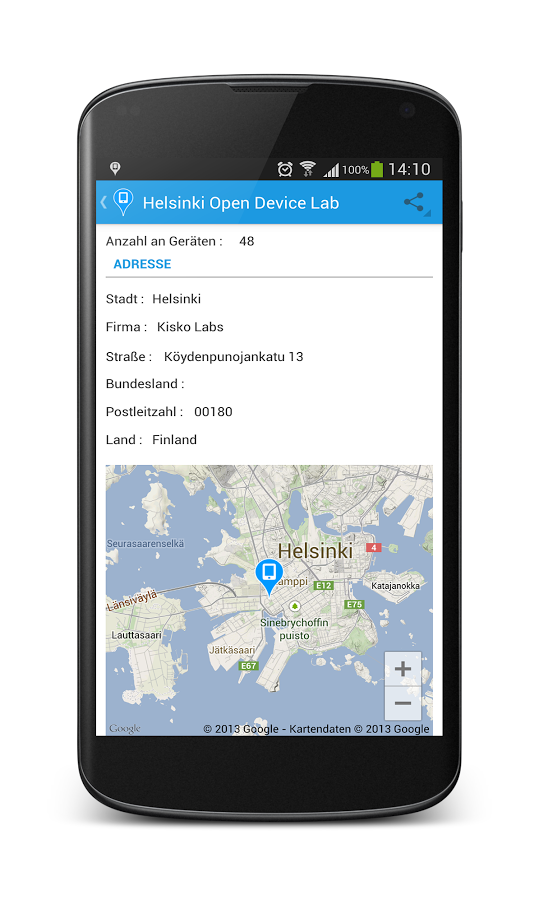 100% 14:10
Helsinki Open Device Lab
Anzahl an Geräten : 48
ADRESSE
Stadt : Helsinki
Firma : Kisko Labs
Straße : Köydenpunojankatu 13
Bundesland :
Postleitzahl : 00180
Land : Finland
Seurasaarenselkä
Helsinki
4
amppi
E12
Katajanokka
Länsiväylä
E75
Sinebrychoffin
puisto
Lauttasaari
Jätkäsaari
E67
+
−
Google
© 2013 Google - Kartendaten © 2013 Google